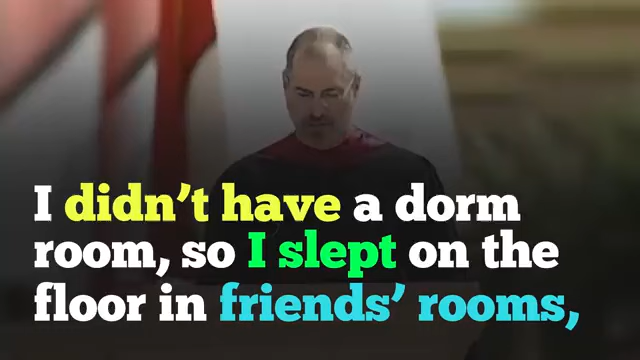 I didn’t have a dorm
room, so I slept on the
floor in friends’ rooms,